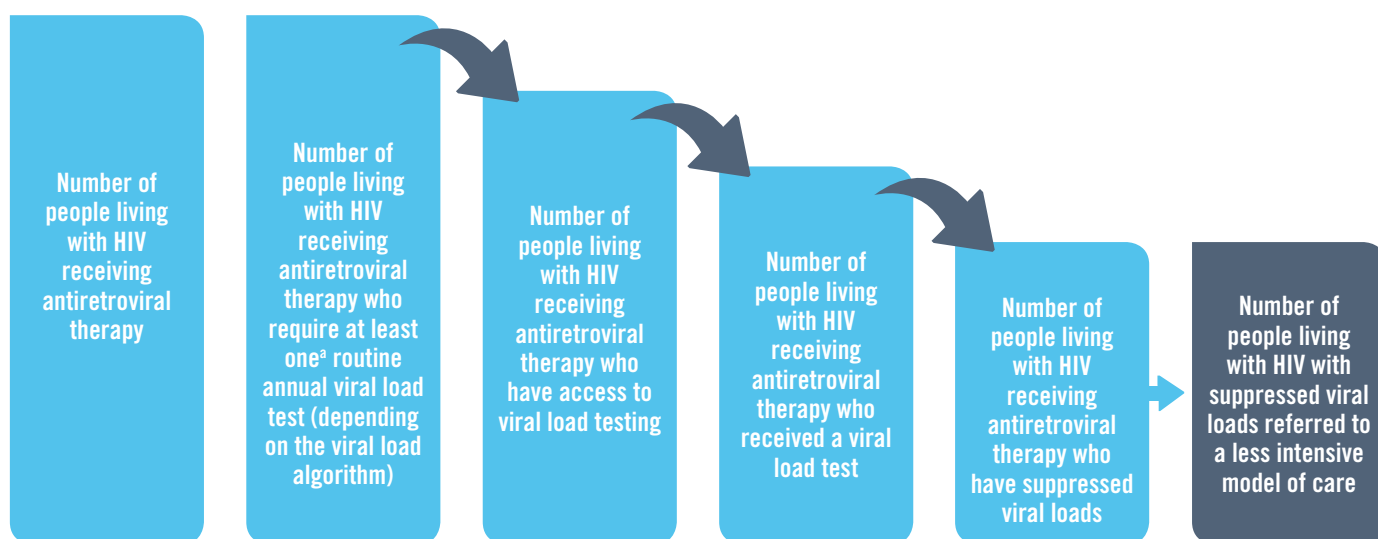 Number of
people living
with HIV
receiving
antiretroviral
therapy
Number of
people living
with HIV
receiving
antiretroviral
therapy who
require at least
oneᵃ routine
annual viral load
test (depending
on the viral load
algorithm)
Number of
people living
with HIV
receiving
antiretroviral
therapy who
have access to
viral load testing
Number of
people living
with HIV
receiving
antiretroviral
therapy who
received a viral
load test
Number of
people living
with HIV
receiving
antiretroviral
therapy who
have suppressed
viral loads
Number of
people living
with HIV with
suppressed viral
loads referred to
a less intensive
model of care